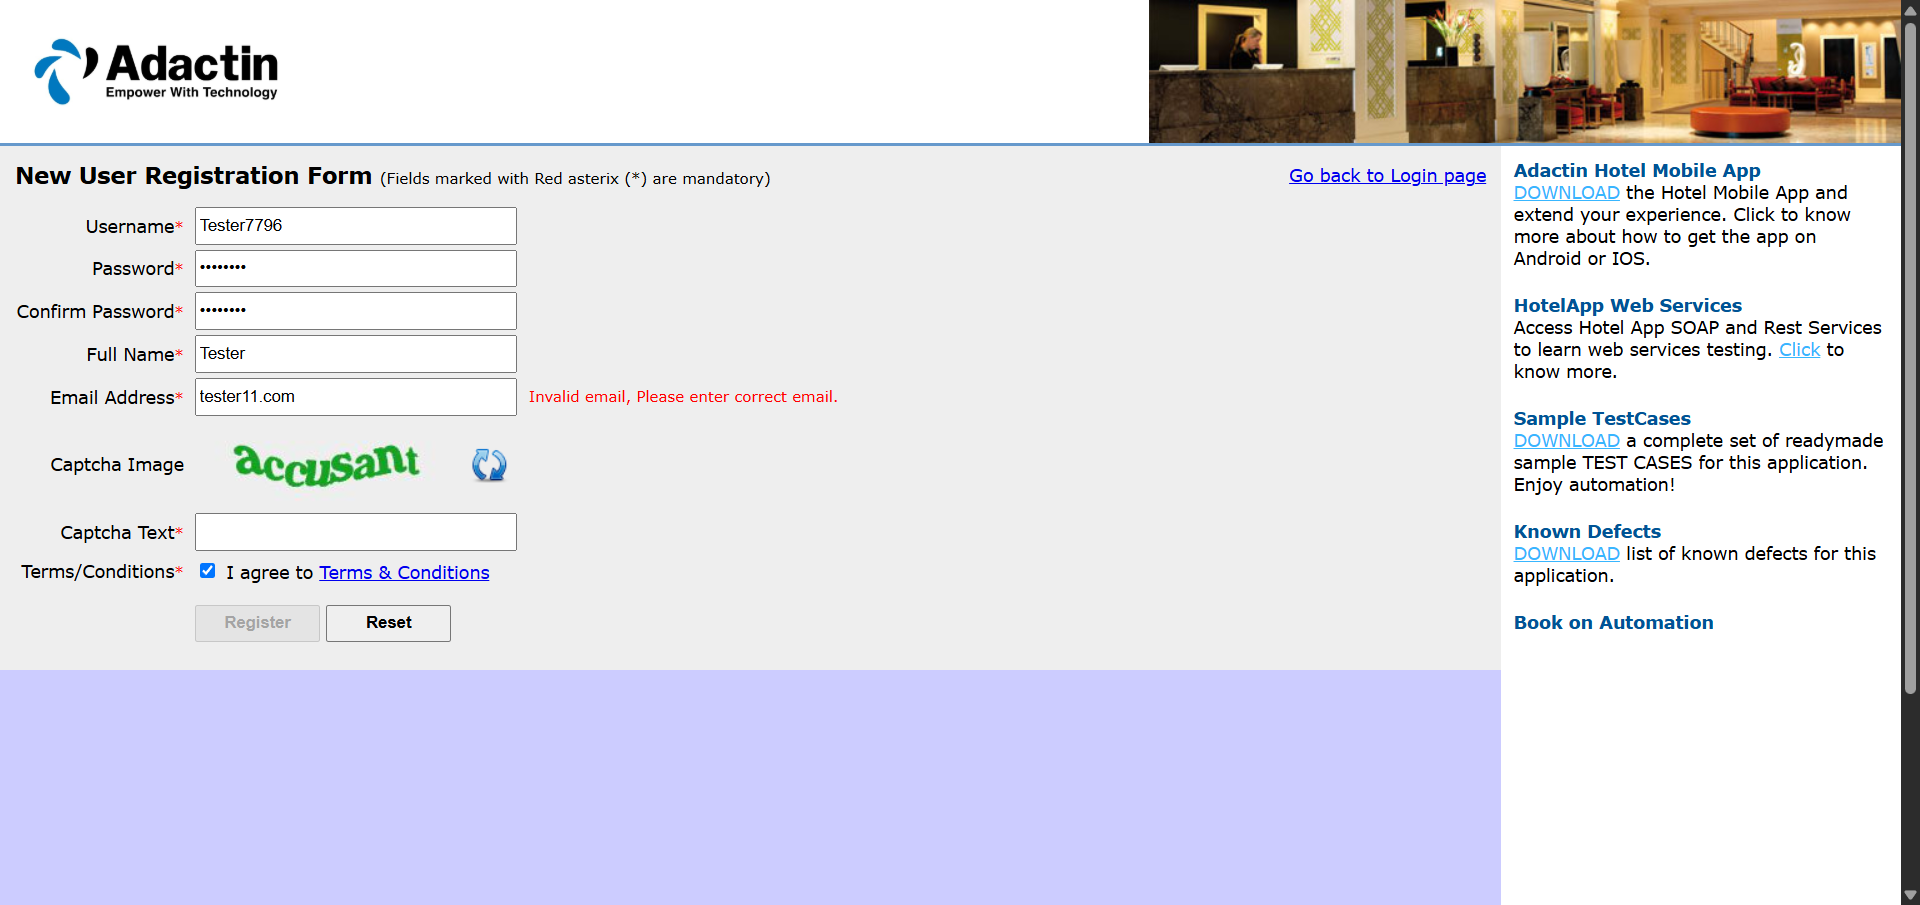 Adactin
Empower With Technology
New User Registration Form (Fields marked with Red asterix (*) are mandatory)
Go back to Login page
Username*
Tester7796
Password*
••••••••
Confirm Password*
••••••••
Full Name*
Tester
Email Address*
tester11.com
Invalid email, Please enter correct email.
Captcha Image
accusant
Captcha Text*
Terms/Conditions*
I agree to Terms & Conditions
Register
Reset
Adactin Hotel Mobile App
DOWNLOAD the Hotel Mobile App and
extend your experience. Click to know
more about how to get the app on
Android or IOS.
HotelApp Web Services
Access Hotel App SOAP and Rest Services
to learn web services testing. Click to
know more.
Sample TestCases
DOWNLOAD a complete set of readymade
sample TEST CASES for this application.
Enjoy automation!
Known Defects
DOWNLOAD list of known defects for this
application.
Book on Automation